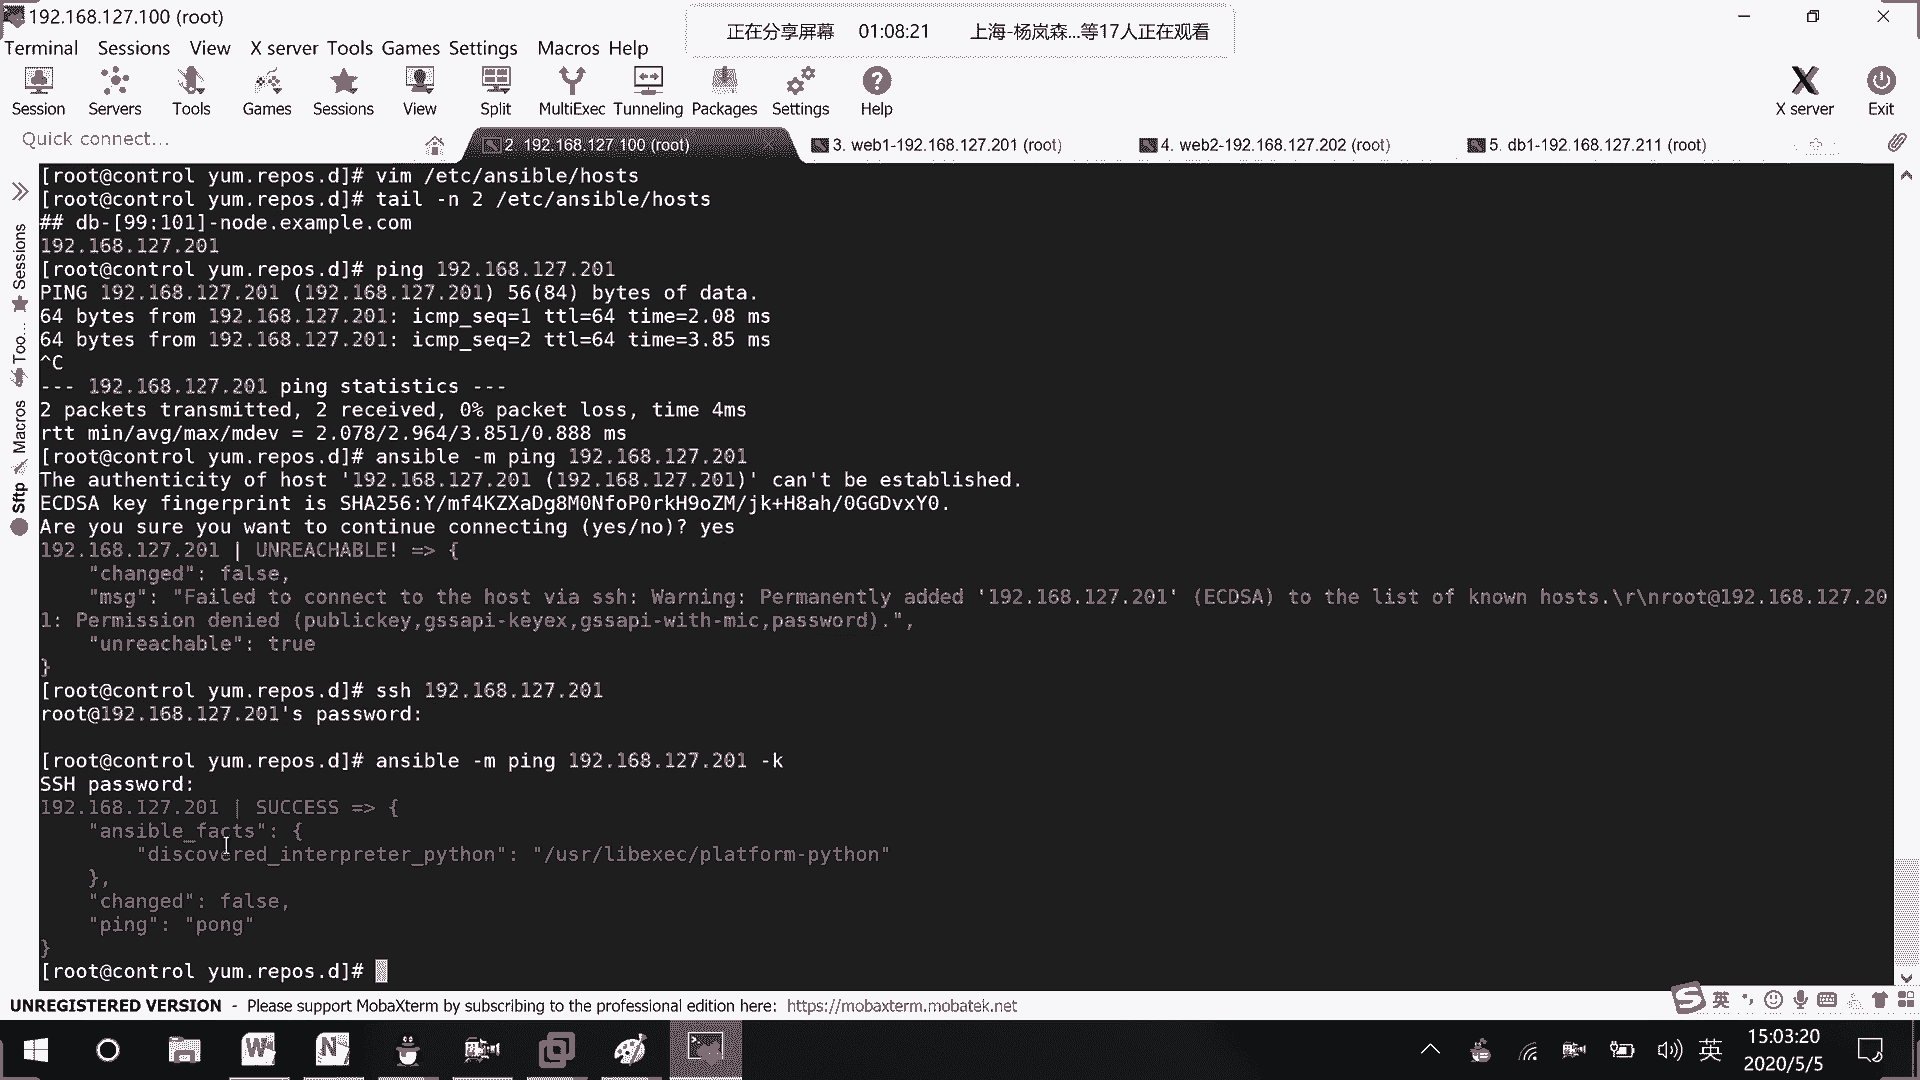 192.168.127.100 (root)
正在分享屏幕 01:08:21 上海-杨岚森...等17人正在观看
Terminal Sessions View X server Tools Games Settings Macros Help
Session Servers Tools Games Sessions View Split MultiExec Tunneling Packages Settings Help X server Exit
Quick connect... 2 192.168.127 100 (root) 3. web1-192.168.127.201 (root) 4. web2-192.168.127.202 (root) 5. db1-192.168.127.211 (root)
Sessions
Too...
Macros
Sftp
[root@control yum.repos.d]# vim /etc/ansible/hosts
[root@control yum.repos.d]# tail -n 2 /etc/ansible/hosts
## db-[99:101]-node.example.com
192.168.127.201
[root@control yum.repos.d]# ping 192.168.127.201
PING 192.168.127.201 (192.168.127.201) 56(84) bytes of data.
64 bytes from 192.168.127.201: icmp_seq=1 ttl=64 time=2.08 ms
64 bytes from 192.168.127.201: icmp_seq=2 ttl=64 time=3.85 ms
^C
--- 192.168.127.201 ping statistics ---
2 packets transmitted, 2 received, 0% packet loss, time 4ms
rtt min/avg/max/mdev = 2.078/2.964/3.851/0.888 ms
[root@control yum.repos.d]# ansible -m ping 192.168.127.201
The authenticity of host '192.168.127.201 (192.168.127.201)' can't be established.
ECDSA key fingerprint is SHA256:Y/mf4KZXaDg8M0NfoP0rkH9oZM/jk+H8ah/0GGDvxY0.
Are you sure you want to continue connecting (yes/no)? yes
192.168.127.201 | UNREACHABLE! => {
    "changed": false,
    "msg": "Failed to connect to the host via ssh: Warning: Permanently added '192.168.127.201' (ECDSA) to the list of known hosts.\r\nroot@192.168.127.20
1: Permission denied (publickey,gssapi-keyex,gssapi-with-mic,password).",
    "unreachable": true
}
[root@control yum.repos.d]# ssh 192.168.127.201
root@192.168.127.201's password:
[root@control yum.repos.d]# ansible -m ping 192.168.127.201 -k
SSH password:
192.168.127.201 | SUCCESS => {
    "ansible_facts": {
        "discovered_interpreter_python": "/usr/libexec/platform-python"
    },
    "changed": false,
    "ping": "pong"
}
[root@control yum.repos.d]#
UNREGISTERED VERSION - Please support MobaXterm by subscribing to the professional edition here: https://mobaxterm.mobatek.net
英
英 15:03:20
2020/5/5